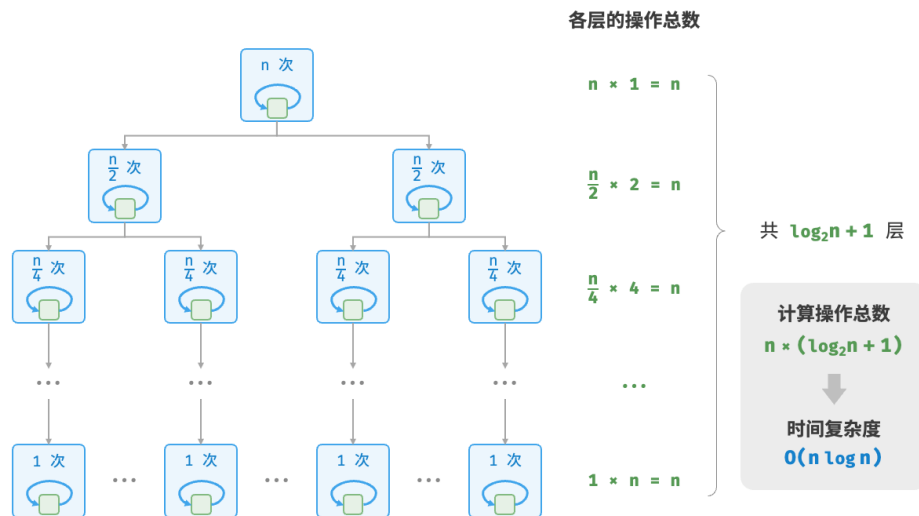 各层的操作总数
n 次
n × 1 = n
n/2 次 n/2 次
n/2 × 2 = n
共 log₂n + 1 层
n/4 次 n/4 次 n/4 次 n/4 次
n/4 × 4 = n
计算操作总数
n × (log₂n + 1)
... ... ... ... ...
时间复杂度
O(n log n)
1 次 ... 1 次 ... 1 次 ... 1 次
1 × n = n